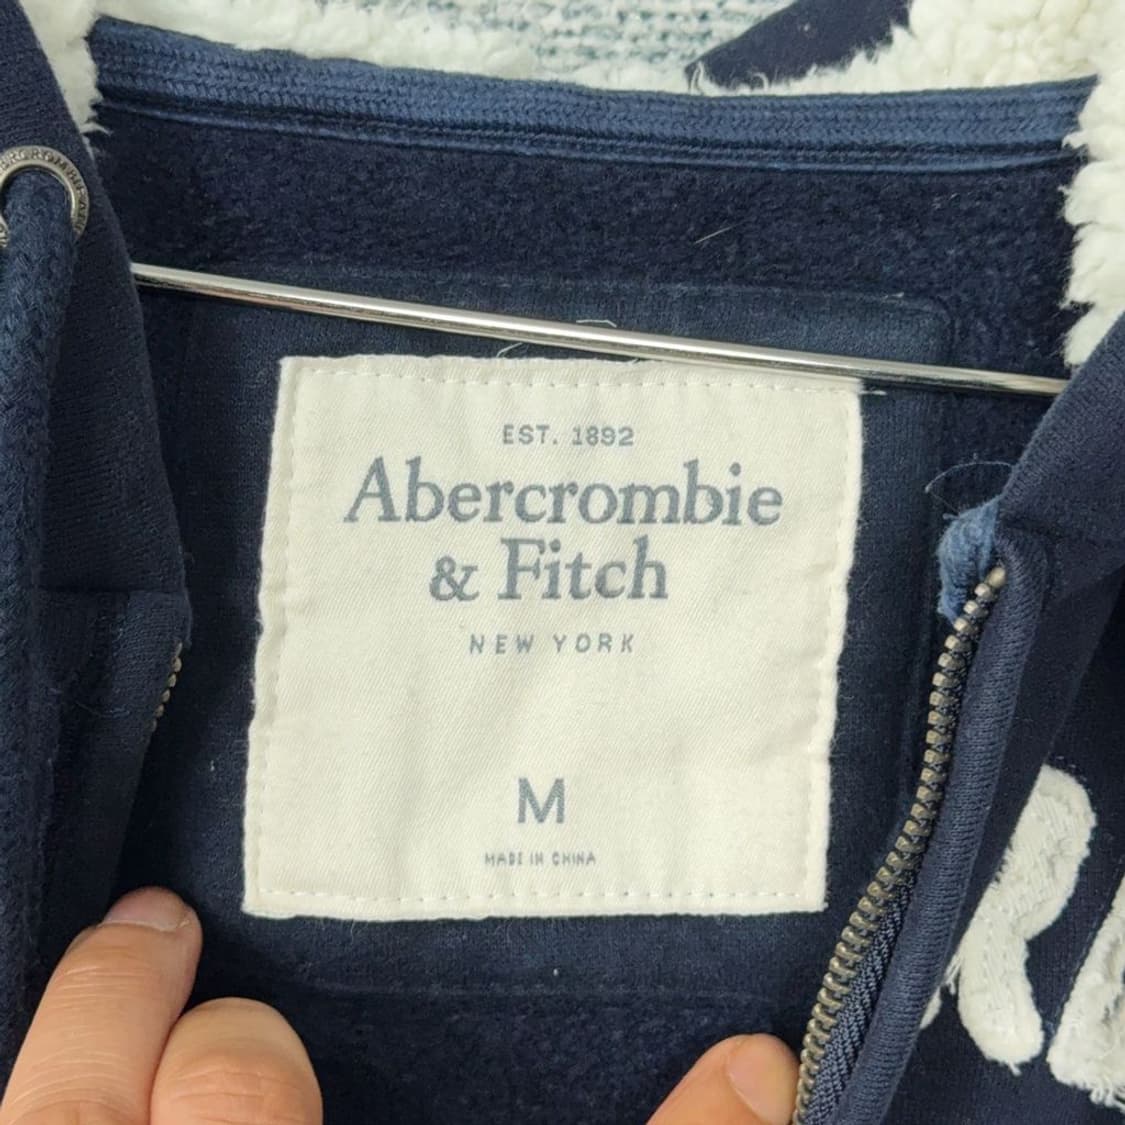 EST. 1892
Abercrombie
& Fitch
NEW YORK
M
MADE IN CHINA